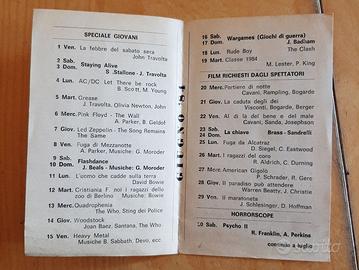 SPECIALE GIOVANI
1 Ven. La febbre del sabato sera
John Travolta
2 Sab.
3 Dom. Staying Alive
S. Stallone - J. Travolta
4 Lun. AC/DC Let There be rock
B. Scott, M. Young
5 Mart. Grease
J. Travolta, Olivia Newton, John
6 Merc. Pink Floyd - The Wall
A. Parker, B. Geldof
7 Giov. Led Zeppelin - The Song Remains
The Same
8 Ven. Fuga di Mezzanotte
A. Parker, Musiche: G. Moroder
9 Sab.
10 Dom. Flashdance
J. Beals - Musiche: G. Moroder
11 Lun. L'uomo che cadde sulla terra
David Bowie
12 Mart. Cristiania F. noi i ragazzi dello
zoo di Berlino Musiche: D. Bowie
13 Merc. Quadrophenia
The Who, Sting dei Police
14 Giov. Woodstock
Joan Baez, Santana, The Who
15 Ven. Heavy Metal
Musiche B. Sabbath, Devo, ecc
giugno 84
16 Sab. Wargames (Giochi di guerra)
17 Dom. J. Badham
18 Lun. Rude Boy The Clash
19 Mart. Classe 1984
M. Lester, P. King
FILM RICHIESTI DAGLI SPETTATORI
20 Merc. Portiere di notte
Cavani, Rampling, Bogarde
21 Giov. La caduta degli dei
Visconti, Bogarde, Berger
22 Ven. Al di là del bene e del male
Cavani, Sanda, Josephson
23 Sab.
24 Dom. La chiave Brass - Sandrelli
25 Lun. Fuga da Alcatraz
D. Siegel, C. Eastwood
26 Mart. I ragazzi del coro
R. Aldrich, C. Durning
27 Merc. American Gigolò
P. Schrader, R. Gere
28 Giov. Il paradiso può attendere
Warren Beatty, J. Christie
29 Ven. Il maratoneta
J. Schlesinger, D. Hoffman
HORRORSCOPE
30 Sab. Psycho II
R. Franklin, A. Perkins
continua a luglio